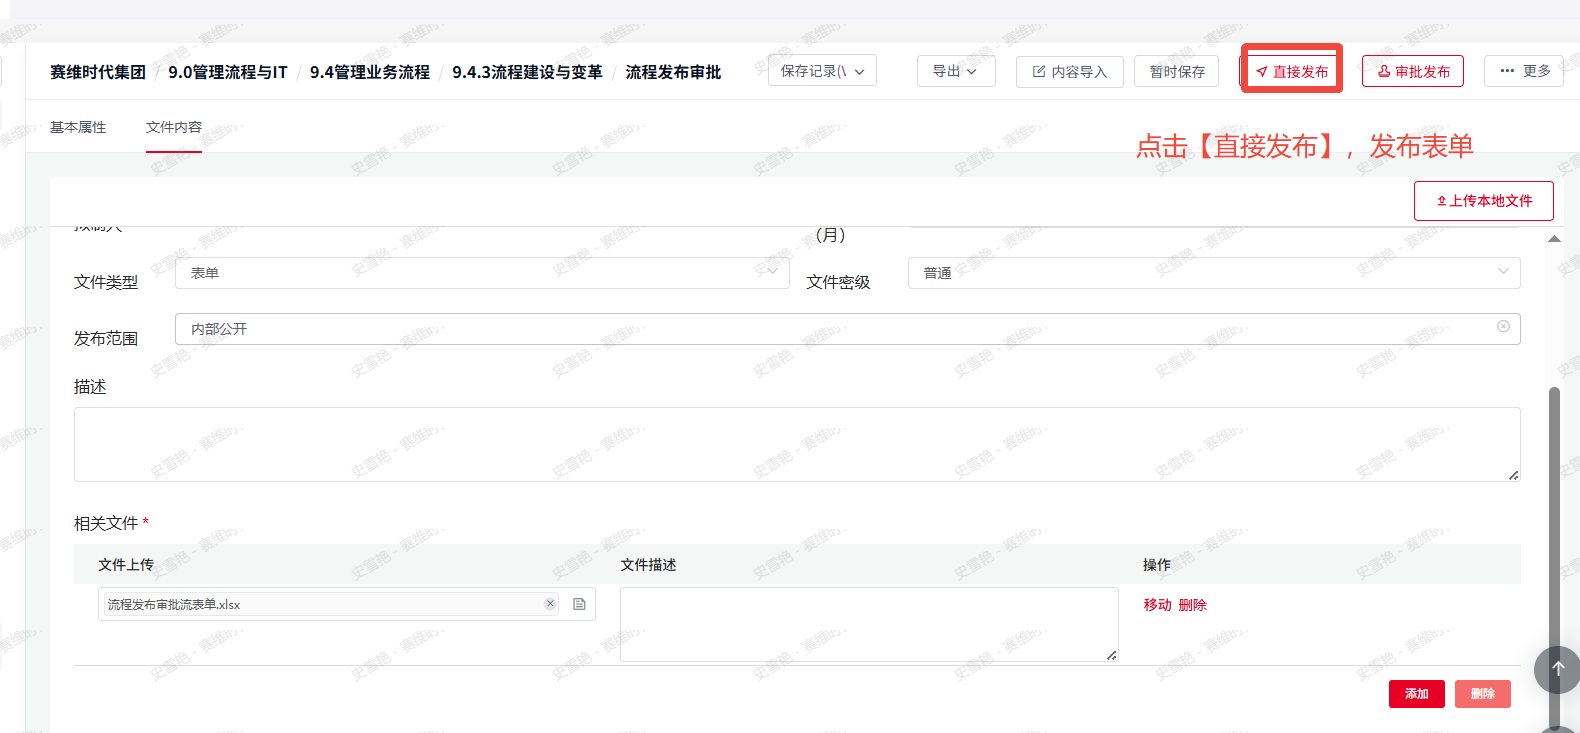 赛维时代集团 / 9.0管理流程与IT / 9.4管理业务流程 / 9.4.3流程建设与变革 / 流程发布审批
保存记录(\
导出
内容导入
暂时保存
直接发布
审批发布
··· 更多
基本属性
文件内容
点击【直接发布】，发布表单
上传本地文件
（月）
文件类型
表单
文件密级
普通
发布范围
内部公开
描述
相关文件 *
文件上传
文件描述
操作
流程发布审批流表单.xlsx
移动 删除
添加
删除
史雪艳 - 赛维时